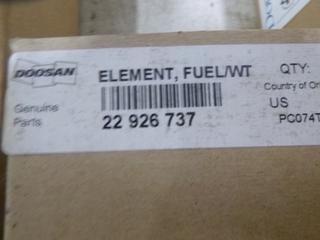 DOOSAN
ELEMENT, FUEL/WT
QTY:
Genuine
Parts
22 926 737
Country of Ori
US
PC074T